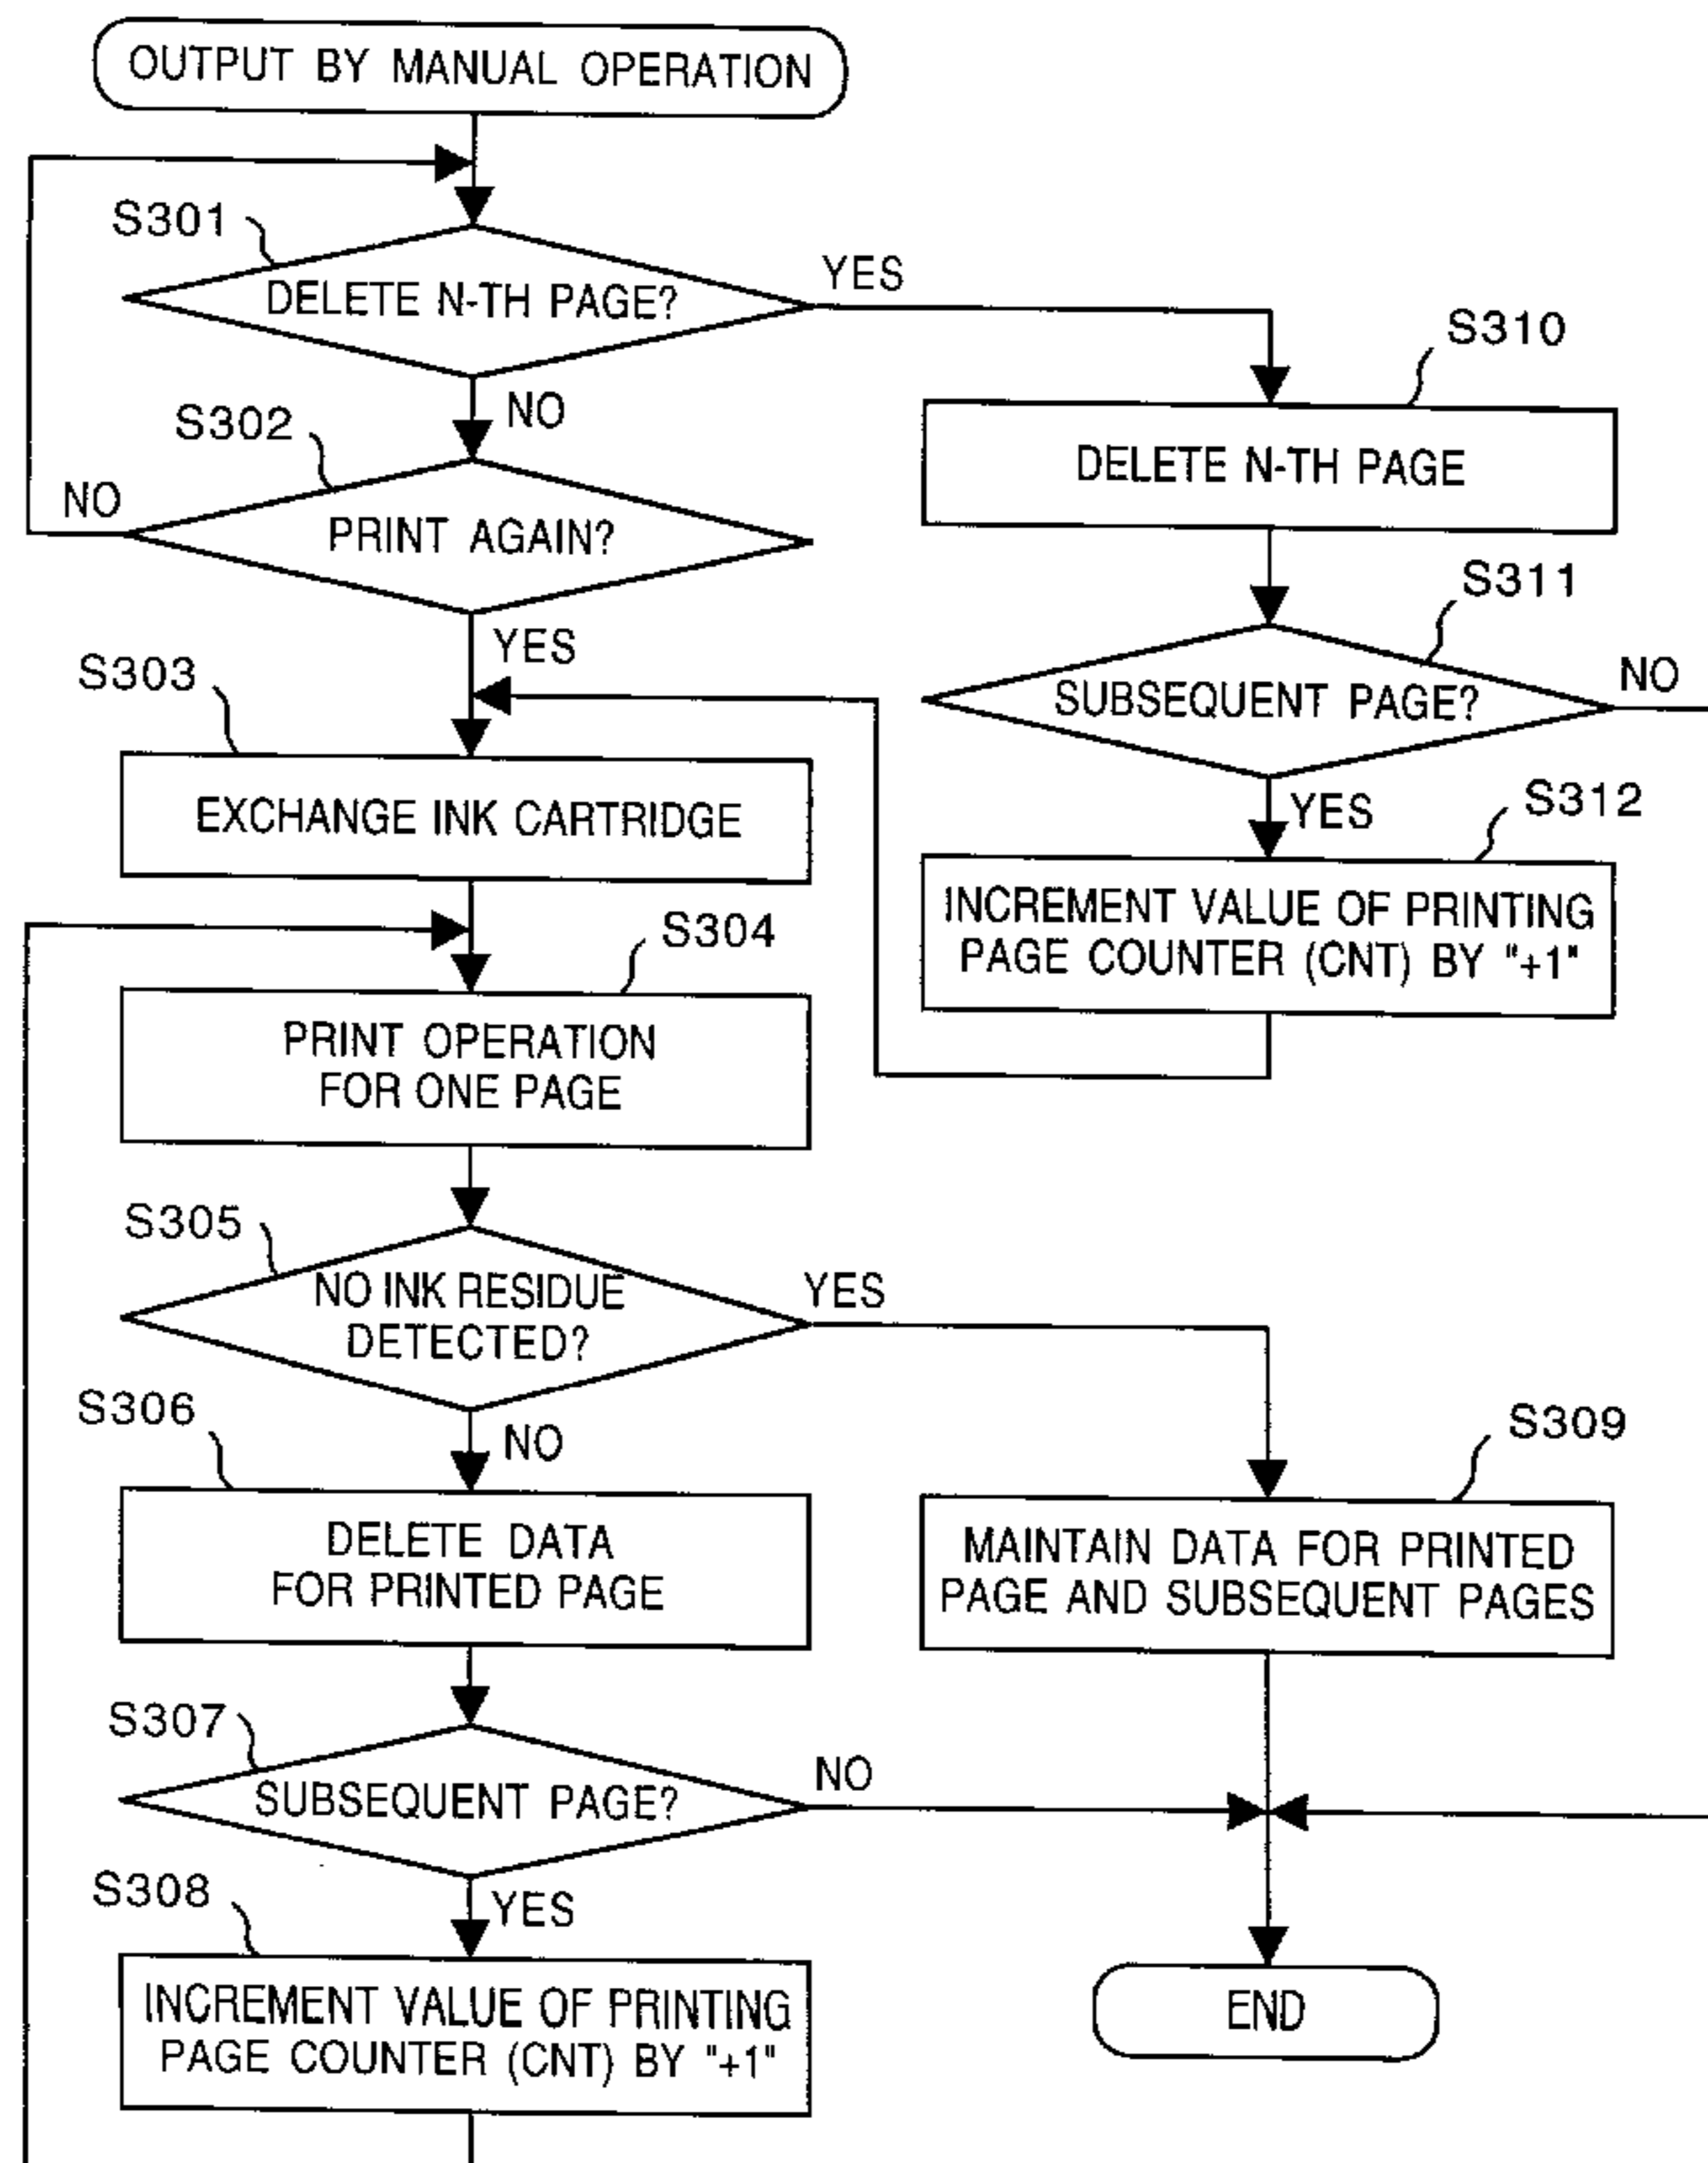 OUTPUT BY MANUAL OPERATION
S301
DELETE N-TH PAGE?
YES
NO
S302
PRINT AGAIN?
NO
YES
S310
DELETE N-TH PAGE
S311
SUBSEQUENT PAGE?
NO
YES
S312
INCREMENT VALUE OF PRINTING
PAGE COUNTER (CNT) BY "+1"
S303
EXCHANGE INK CARTRIDGE
S304
PRINT OPERATION
FOR ONE PAGE
S305
NO INK RESIDUE
DETECTED?
YES
NO
S306
DELETE DATA
FOR PRINTED PAGE
S309
MAINTAIN DATA FOR PRINTED
PAGE AND SUBSEQUENT PAGES
S307
SUBSEQUENT PAGE?
NO
YES
S308
INCREMENT VALUE OF PRINTING
PAGE COUNTER (CNT) BY "+1"
END